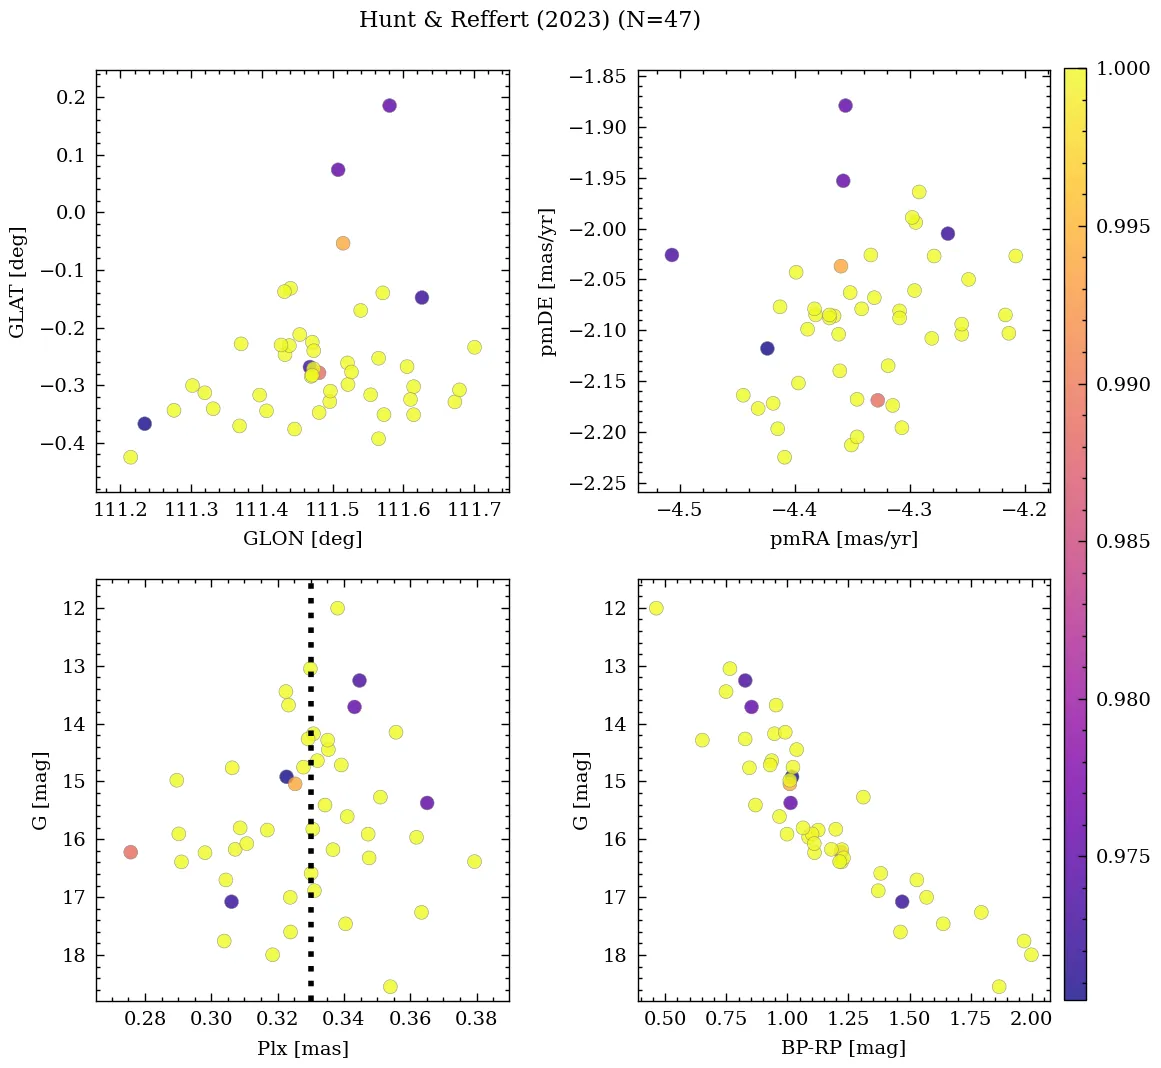 Hunt & Reffert (2023) (N=47)
0.2
0.1
0.0
−0.1
−0.2
−0.3
−0.4
GLAT [deg]
111.2 111.3 111.4 111.5 111.6 111.7
GLON [deg]
−1.85
−1.90
−1.95
−2.00
−2.05
−2.10
−2.15
−2.20
−2.25
pmDE [mas/yr]
−4.5 −4.4 −4.3 −4.2
pmRA [mas/yr]
12
13
14
15
16
17
18
G [mag]
0.28 0.30 0.32 0.34 0.36 0.38
Plx [mas]
12
13
14
15
16
17
18
G [mag]
0.50 0.75 1.00 1.25 1.50 1.75 2.00
BP-RP [mag]
1.000
0.995
0.990
0.985
0.980
0.975